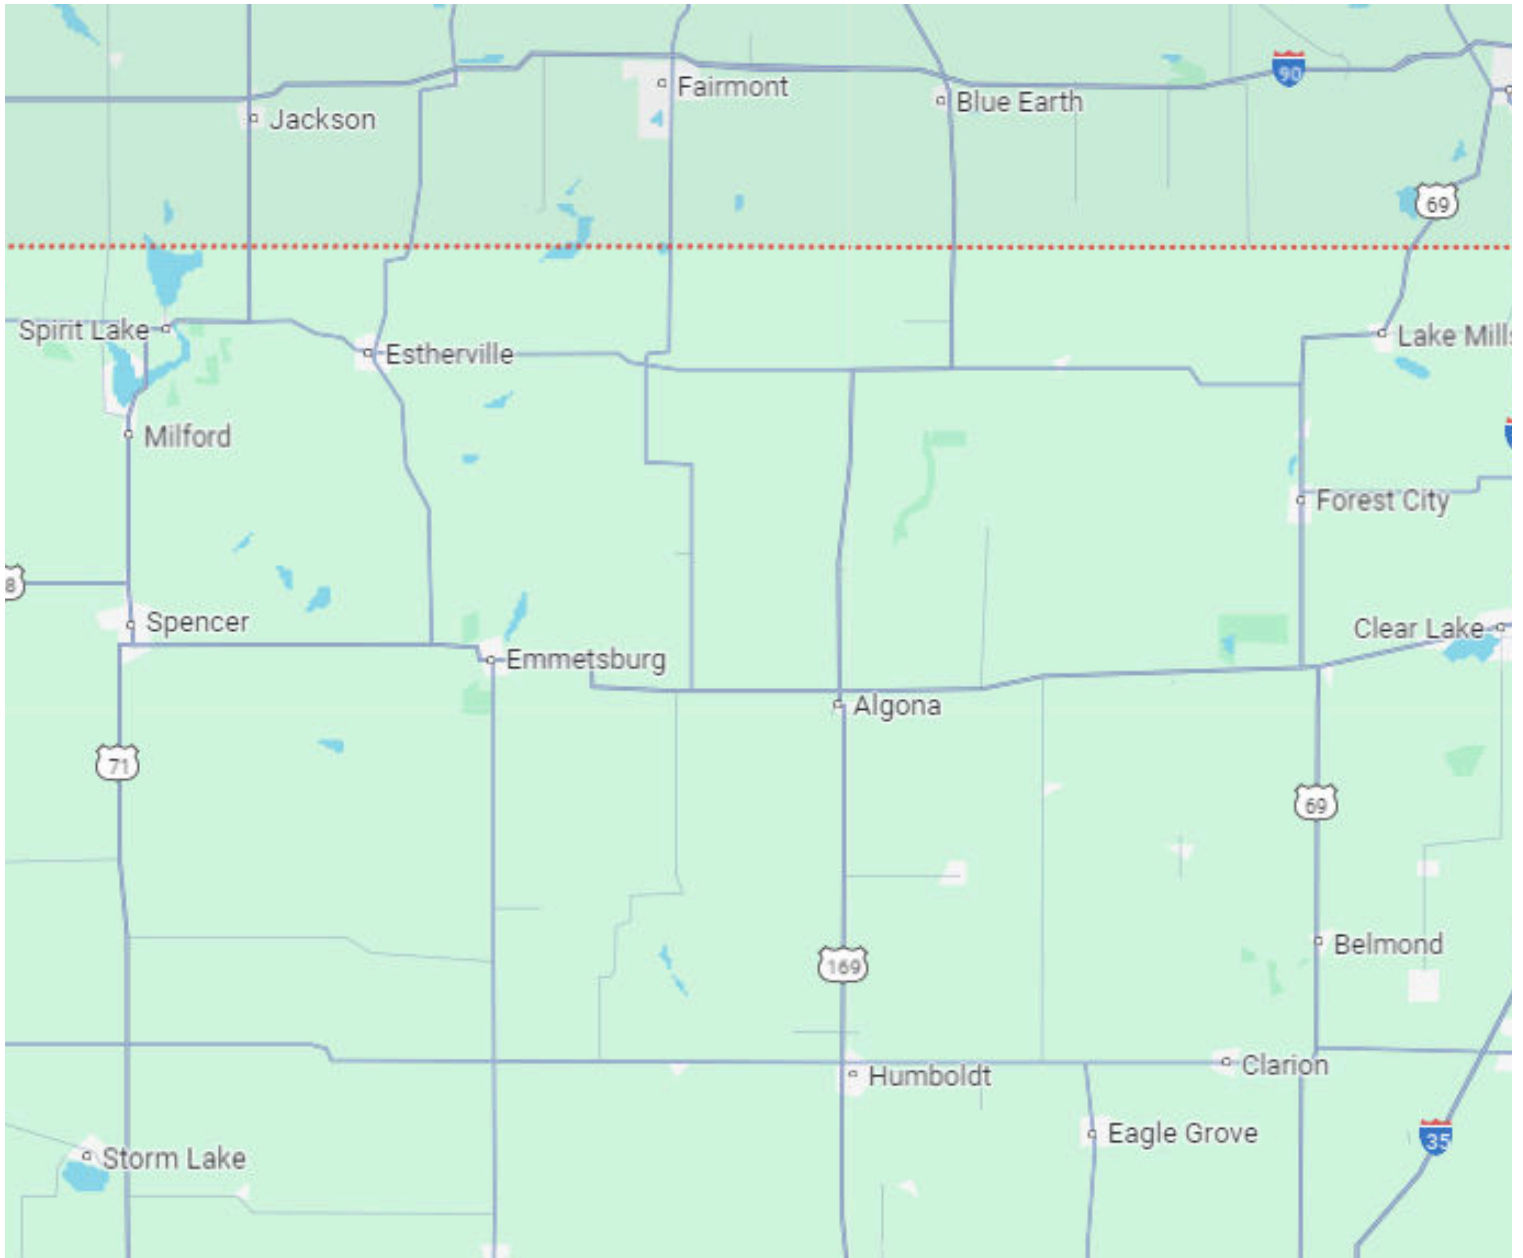 90
Fairmont
Blue Earth
Jackson
69
Spirit Lake
Lake Mills
Estherville
Milford
Forest City
8
Spencer
Clear Lake
Emmetsburg
Algona
71
69
Belmond
169
Clarion
Humboldt
Eagle Grove
35
Storm Lake